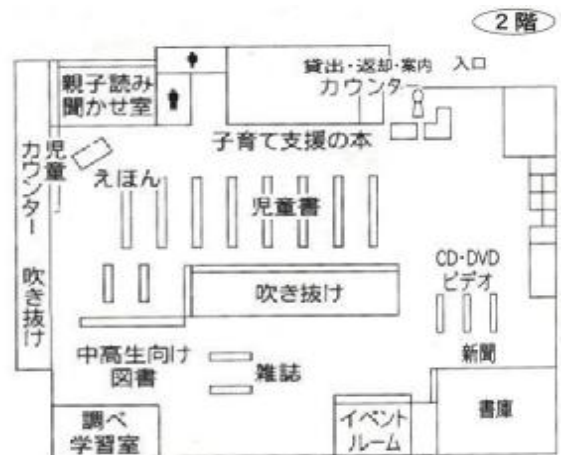 2階
貸出・返却・案内
カウンター
入口
親子読み
聞かせ室
子育て支援の本
児童
カウンター
えほん
児童書
吹き抜け
吹き抜け
CD・DVD
ビデオ
新聞
中高生向け
図書
雑誌
調べ
学習室
イベント
ルーム
書庫